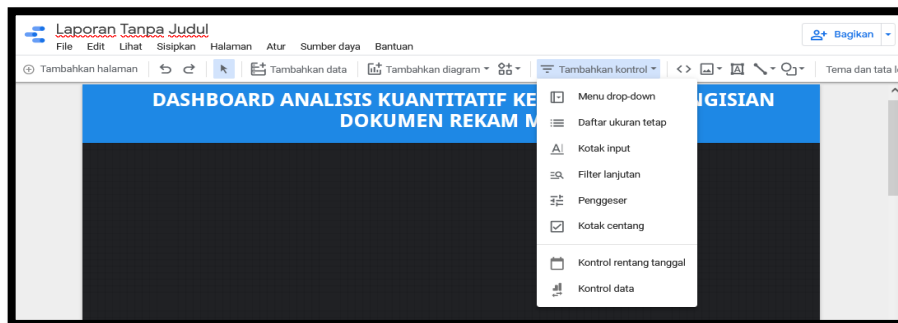 Laporan Tanpa Judul
File Edit Lihat Sisipkan Halaman Atur Sumber daya Bantuan
Bagikan
Tambahkan halaman Tambahkan data Tambahkan diagram Tambahkan kontrol Tema dan tata l
DASHBOARD ANALISIS KUANTITATIF KE NGISIAN
DOKUMEN REKAM M
Menu drop-down
Daftar ukuran tetap
Kotak input
Filter lanjutan
Penggeser
Kotak centang
Kontrol rentang tanggal
Kontrol data